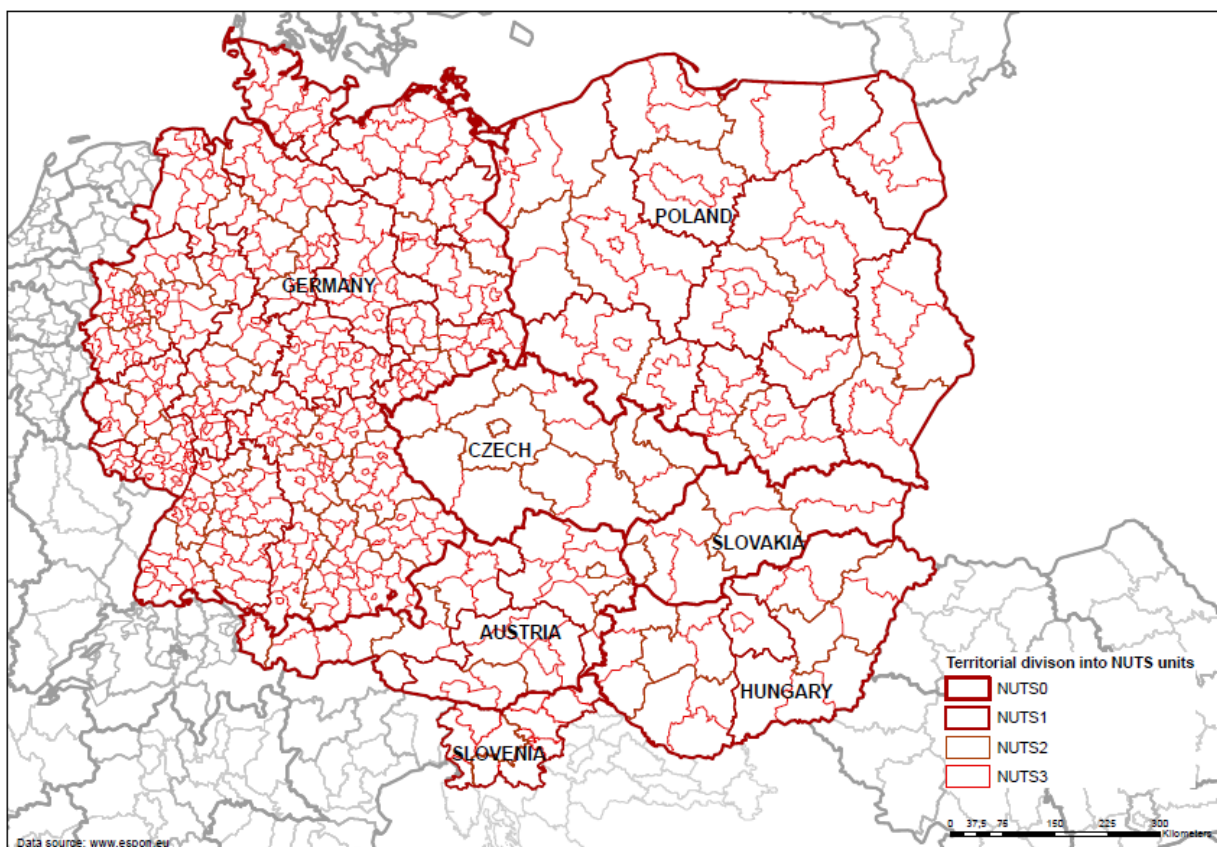 POLAND
GERMANY
CZECH
SLOVAKIA
AUSTRIA
HUNGARY
SLOVENIA
Territorial divison into NUTS units
NUTS0
NUTS1
NUTS2
NUTS3
0 37,5 75 150 225 300
Kilometers
Data source: www.espon.eu